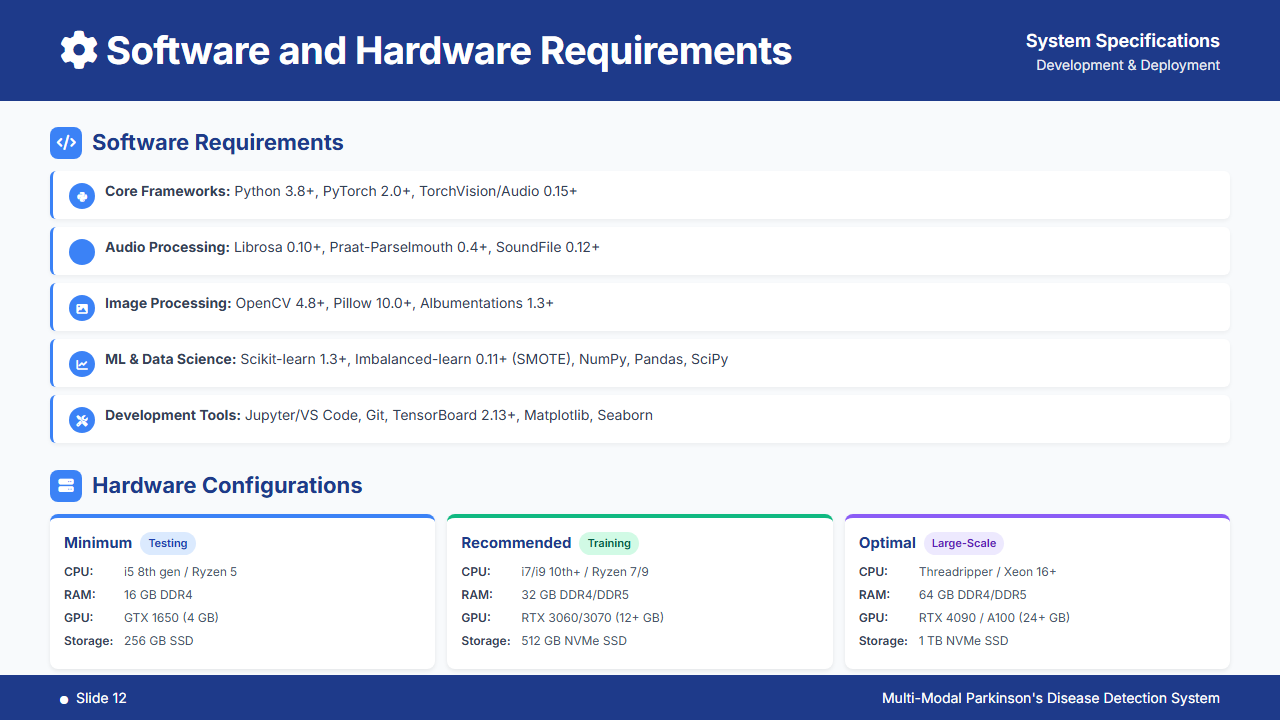 Software and Hardware Requirements
System Specifications
Development & Deployment
Software Requirements
Core Frameworks: Python 3.8+, PyTorch 2.0+, TorchVision/Audio 0.15+
Audio Processing: Librosa 0.10+, Praat-Parselmouth 0.4+, SoundFile 0.12+
Image Processing: OpenCV 4.8+, Pillow 10.0+, Albumentations 1.3+
ML & Data Science: Scikit-learn 1.3+, Imbalanced-learn 0.11+ (SMOTE), NumPy, Pandas, SciPy
Development Tools: Jupyter/VS Code, Git, TensorBoard 2.13+, Matplotlib, Seaborn
Hardware Configurations
Minimum Testing
CPU: i5 8th gen / Ryzen 5
RAM: 16 GB DDR4
GPU: GTX 1650 (4 GB)
Storage: 256 GB SSD
Recommended Training
CPU: i7/i9 10th+ / Ryzen 7/9
RAM: 32 GB DDR4/DDR5
GPU: RTX 3060/3070 (12+ GB)
Storage: 512 GB NVMe SSD
Optimal Large-Scale
CPU: Threadripper / Xeon 16+
RAM: 64 GB DDR4/DDR5
GPU: RTX 4090 / A100 (24+ GB)
Storage: 1 TB NVMe SSD
Slide 12
Multi-Modal Parkinson's Disease Detection System